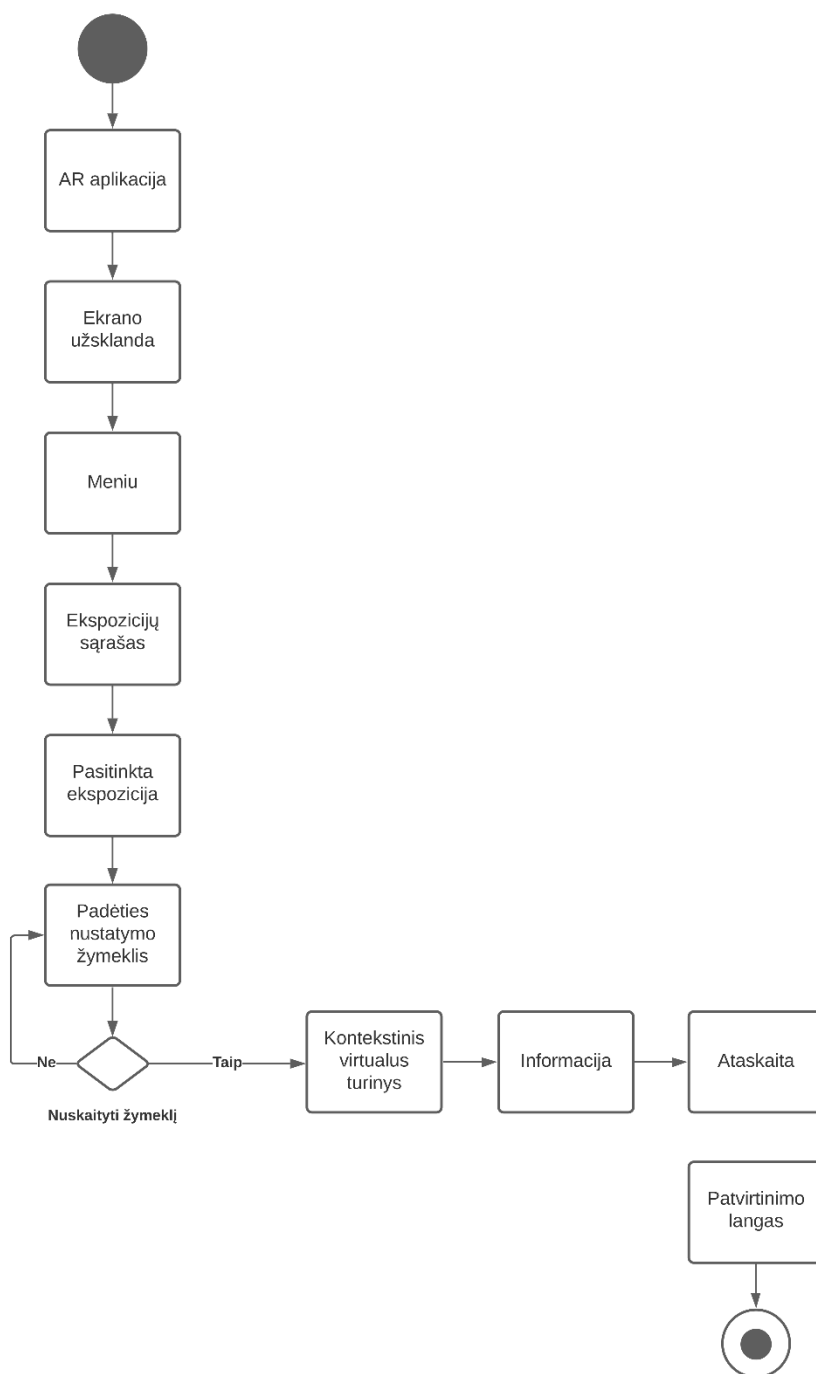 AR aplikacija
Ekrano
užsklanda
Meniu
Ekspozicijų
sąrašas
Pasitinkta
ekspozicija
Padėties
nustatymo
žymeklis
Ne
Taip
Nuskaityti žymeklį
Kontekstinis
virtualus
turinys
Informacija
Ataskaita
Patvirtinimo
langas